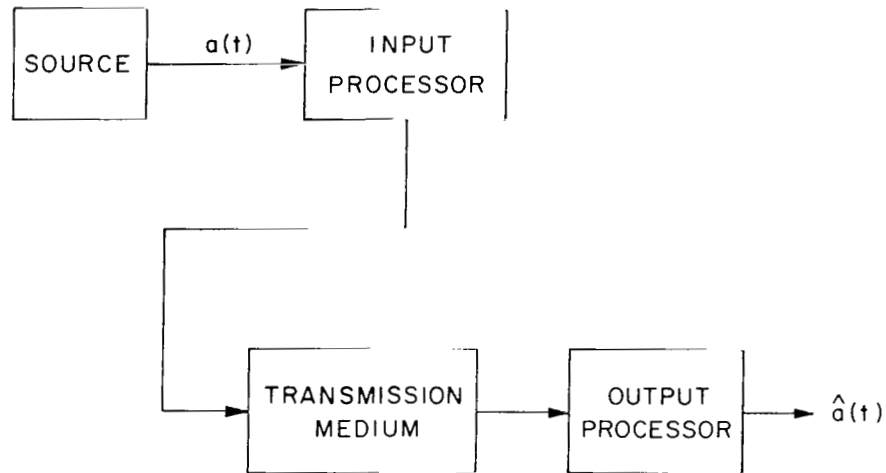 SOURCE
a(t)
INPUT
PROCESSOR
TRANSMISSION
MEDIUM
OUTPUT
PROCESSOR
â(t)